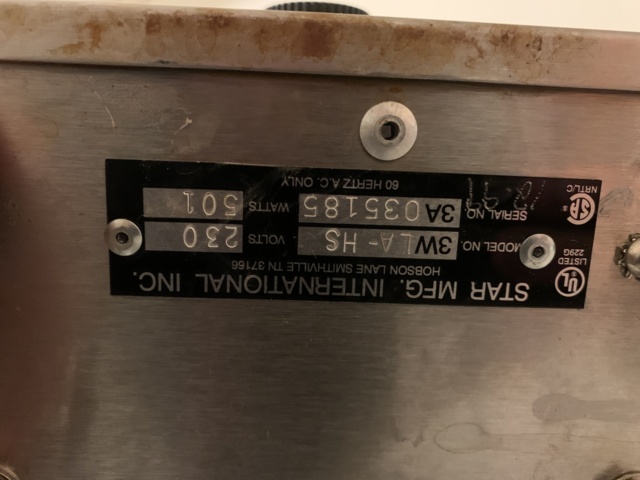 UL STAR MFG. INTERNATIONAL INC.
LISTED 229G HOBSON LANE SMITHVILLE TN 37166
MODEL NO. 3WLA-HS VOLTS 230
SERIAL NO. 3A035185 WATTS 501
NRTL/C 60 HERTZ A.C. ONLY